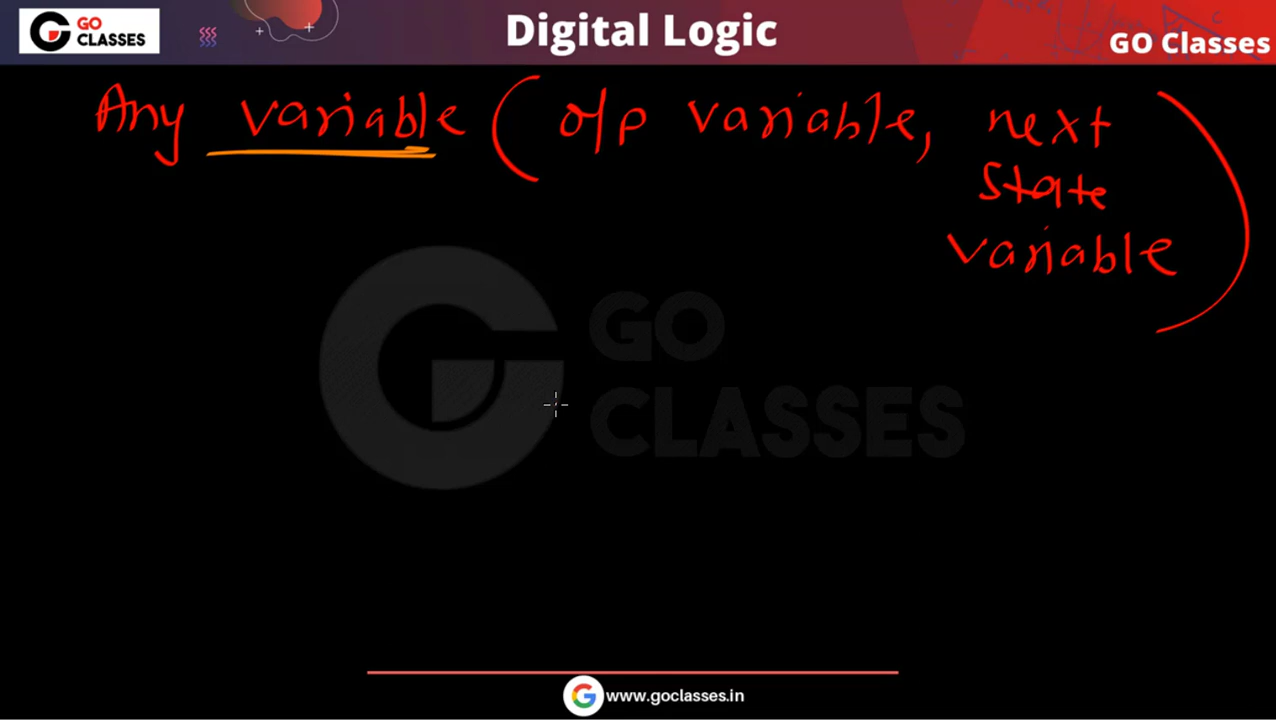 GO
CLASSES
Digital Logic
GO Classes
Any variable ( o/p variable, next
state
variable )
GO
CLASSES
www.goclasses.in